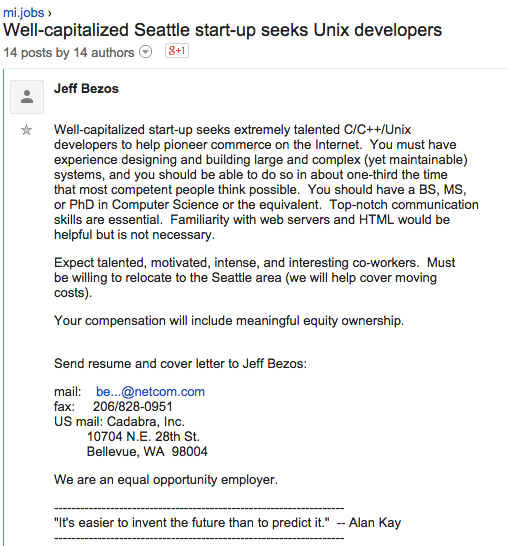 mi.jobs ›
Well-capitalized Seattle start-up seeks Unix developers
14 posts by 14 authors
g+1
Jeff Bezos
Well-capitalized start-up seeks extremely talented C/C++/Unix
developers to help pioneer commerce on the Internet.  You must have
experience designing and building large and complex (yet maintainable)
systems, and you should be able to do so in about one-third the time
that most competent people think possible.  You should have a BS, MS,
or PhD in Computer Science or the equivalent.  Top-notch communication
skills are essential.  Familiarity with web servers and HTML would be
helpful but is not necessary.
Expect talented, motivated, intense, and interesting co-workers.  Must
be willing to relocate to the Seattle area (we will help cover moving
costs).
Your compensation will include meaningful equity ownership.
Send resume and cover letter to Jeff Bezos:
mail:    be...@netcom.com
fax:     206/828-0951
US mail: Cadabra, Inc.
10704 N.E. 28th St.
Bellevue, WA  98004
We are an equal opportunity employer.
-------------------------------------------------------------------
"It's easier to invent the future than to predict it."  -- Alan Kay
-------------------------------------------------------------------